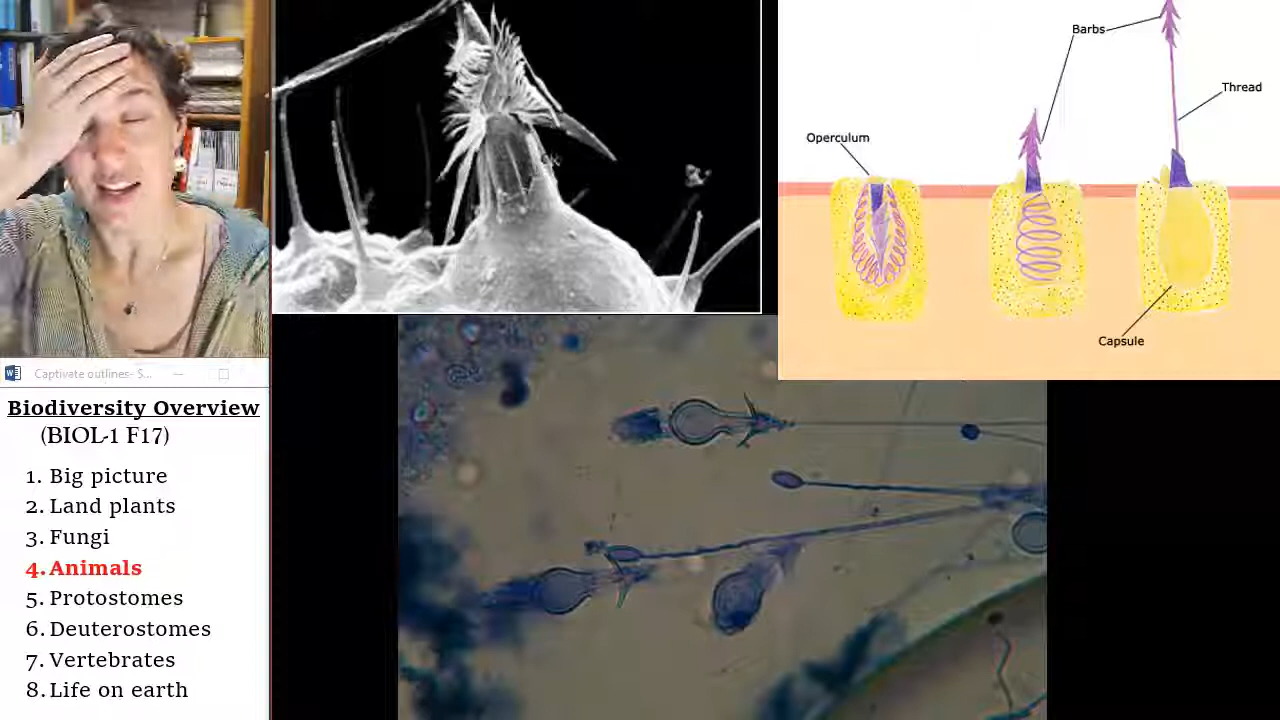 Barbs
Thread
Operculum
Capsule
Captivate outlines- S...
Biodiversity Overview
(BIOL-1 F17)
1. Big picture
2. Land plants
3. Fungi
4. Animals
5. Protostomes
6. Deuterostomes
7. Vertebrates
8. Life on earth